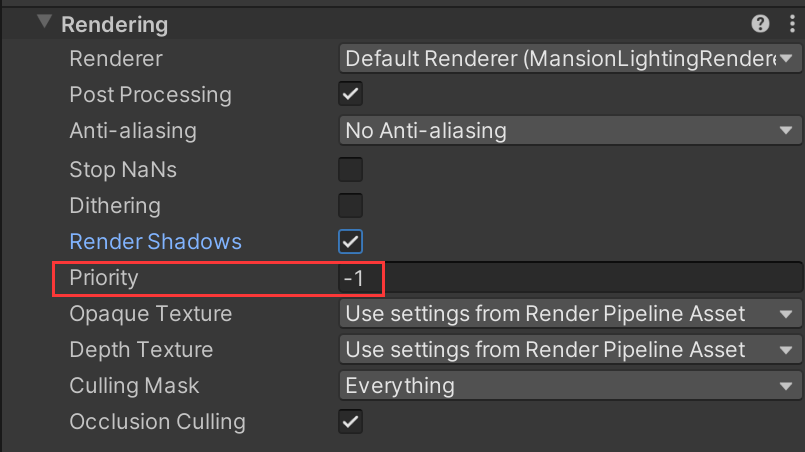 Rendering
Renderer Default Renderer (MansionLightingRendere
Post Processing
Anti-aliasing No Anti-aliasing
Stop NaNs
Dithering
Render Shadows
Priority -1
Opaque Texture Use settings from Render Pipeline Asset
Depth Texture Use settings from Render Pipeline Asset
Culling Mask Everything
Occlusion Culling